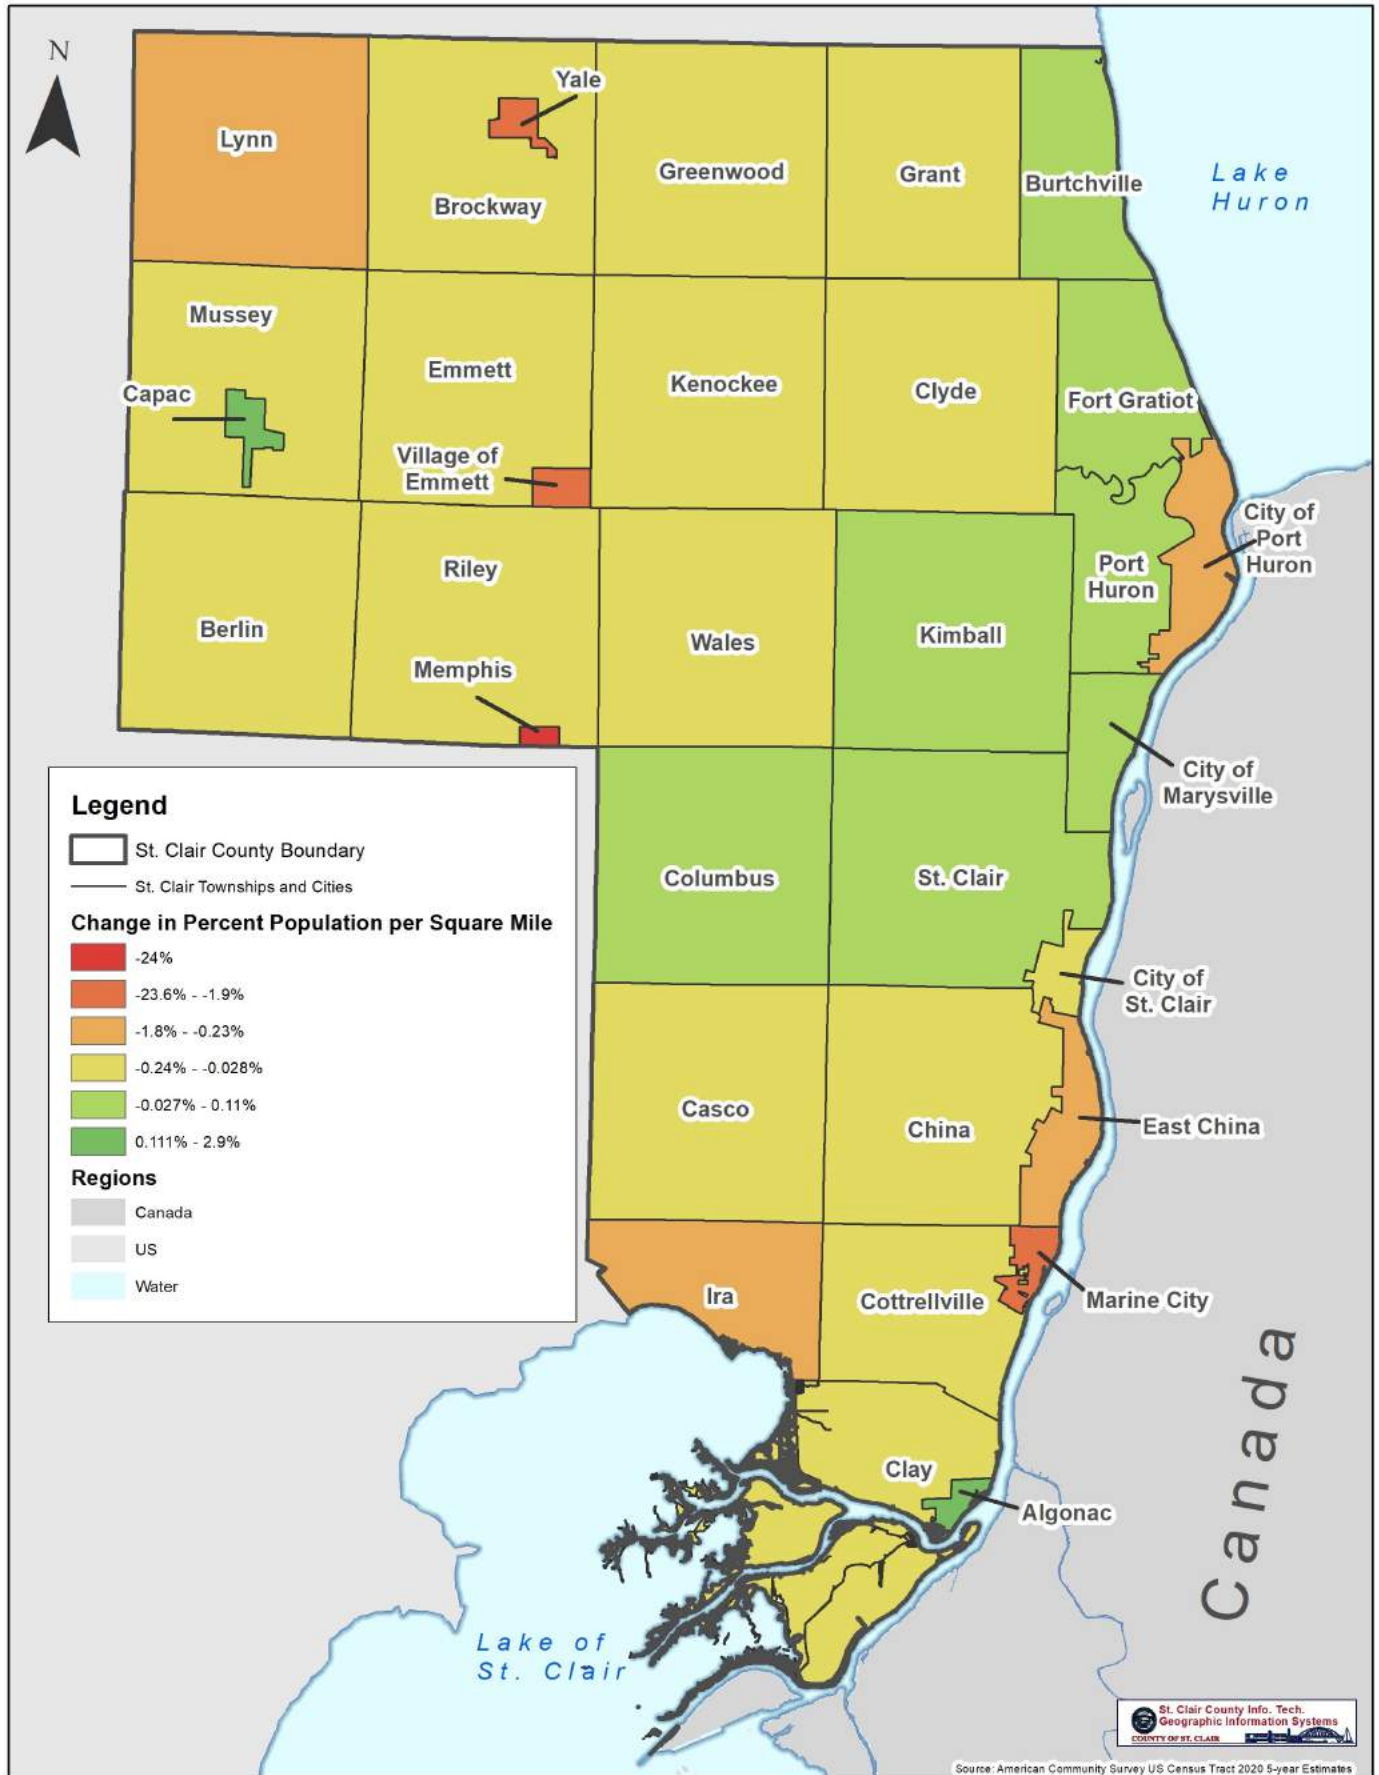 N
Yale
Lynn
Greenwood
Grant
Burtchville
Lake
Huron
Brockway
Mussey
Emmett
Kenockee
Clyde
Capac
Fort Gratiot
Village of
Emmett
City of
Port
Huron
Port
Huron
Riley
Berlin
Wales
Kimball
Memphis
City of
Marysville
Legend
St. Clair County Boundary
St. Clair Townships and Cities
Change in Percent Population per Square Mile
-24%
-23.6% - -1.9%
-1.8% - -0.23%
-0.24% - -0.028%
-0.027% - 0.11%
0.111% - 2.9%
Regions
Canada
US
Water
Columbus
St. Clair
City of
St. Clair
Casco
China
East China
Ira
Cottrellville
Marine City
Canada
Clay
Algonac
Lake of
St. Clair
St. Clair County Info. Tech.
Geographic Information Systems
COUNTY OF ST. CLAIR
Source: American Community Survey US Census Tract 2020 5-year Estimates